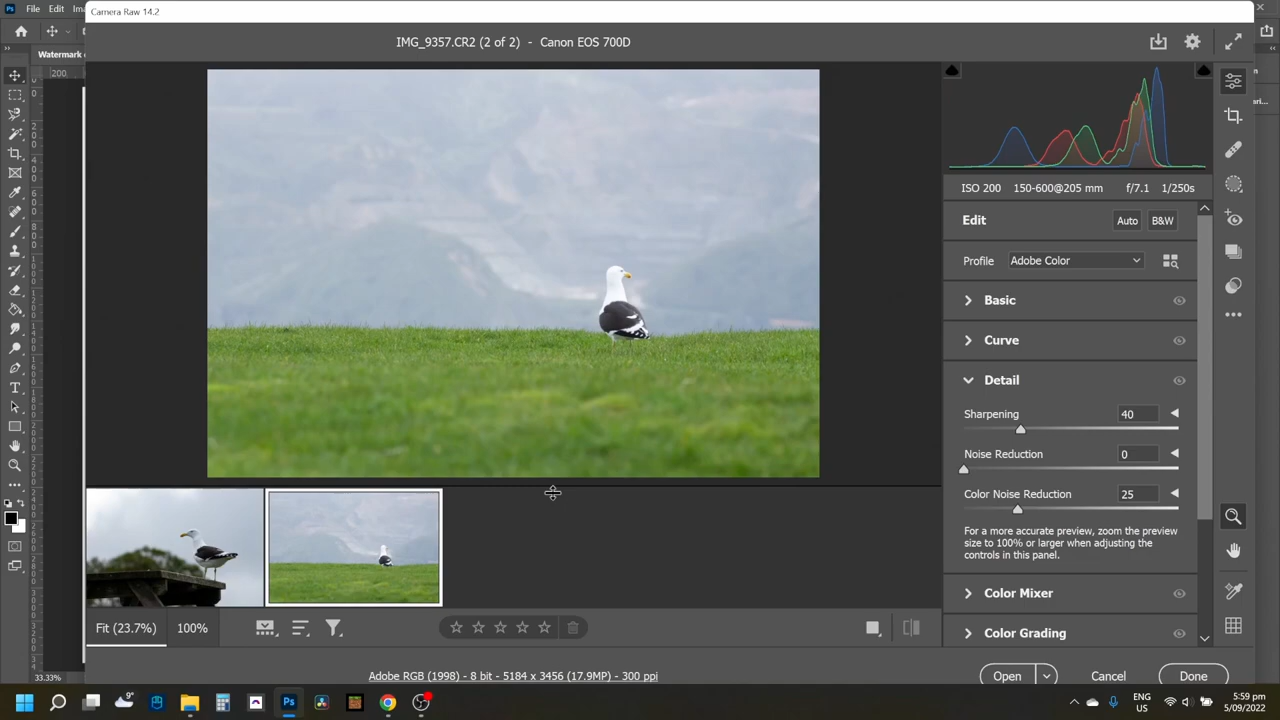 Camera Raw 14.2
File
Edit
Ima
IMG_9357.CR2 (2 of 2) - Canon EOS 700D
Watermark
200
ISO 200 150-600@205 mm f/7.1 1/250s
Edit Auto B&W
Profile Adobe Color
Basic
Curve
Detail
Sharpening 40
Noise Reduction 0
Color Noise Reduction 25
For a more accurate preview, zoom the preview
size to 100% or larger when adjusting the
controls in this panel.
Color Mixer
Color Grading
Fit (23.7%) 100%
33.33%
Adobe RGB (1998) - 8 bit - 5184 x 3456 (17.9MP) - 300 ppi
Open Cancel Done
9°
Ps
ENG
US
5:59 pm
5/09/2022